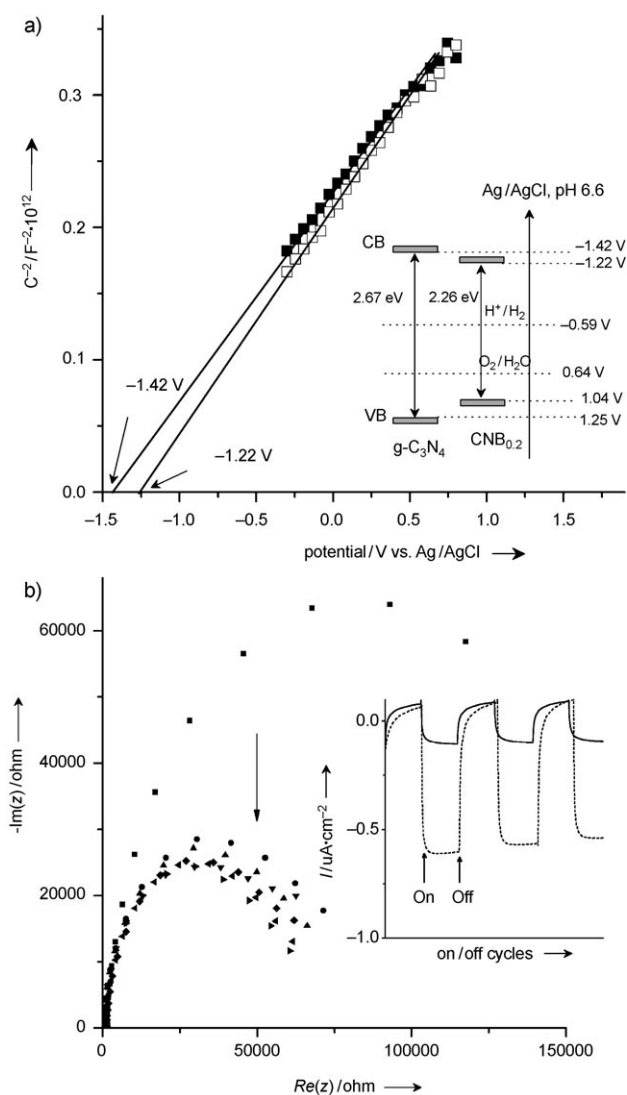 a)
0.3
0.2
0.1
0.0
C⁻²/F⁻²·10¹²
–1.42 V
–1.22 V
–1.5
–1.0
–0.5
0.0
0.5
1.0
1.5
potential/V vs. Ag/AgCl
Ag/AgCl, pH 6.6
CB
–1.42 V
–1.22 V
2.67 eV
2.26 eV
H⁺/H₂
–0.59 V
O₂/H₂O
0.64 V
1.04 V
VB
1.25 V
g-C₃N₄
CNB₀.₂
b)
60000
40000
20000
0
-Im(z)/ohm
0
50000
100000
150000
Re(z)/ohm
0.0
–0.5
–1.0
I/uA·cm⁻²
On
Off
on/off cycles